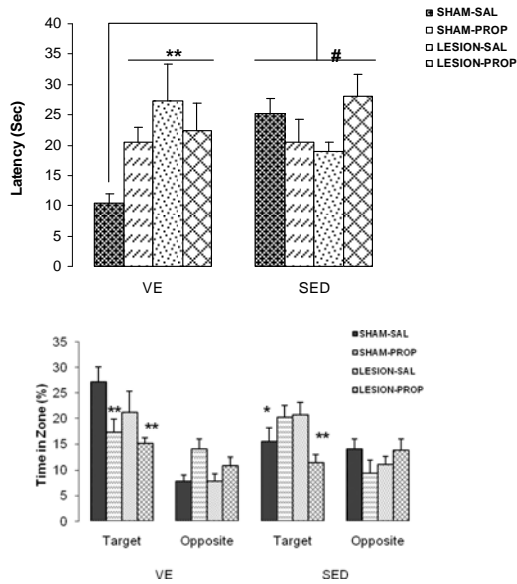 SHAM-SAL
SHAM-PROP
LESION-SAL
LESION-PROP
Latency (Sec)
40
35
30
25
20
15
10
5
0
**
#
VE
SED
SHAM-SAL
SHAM-PROP
LESION-SAL
LESION-PROP
Time in Zone (%)
35
30
25
20
15
10
5
0
**
**
*
**
Target
Opposite
Target
Opposite
VE
SED